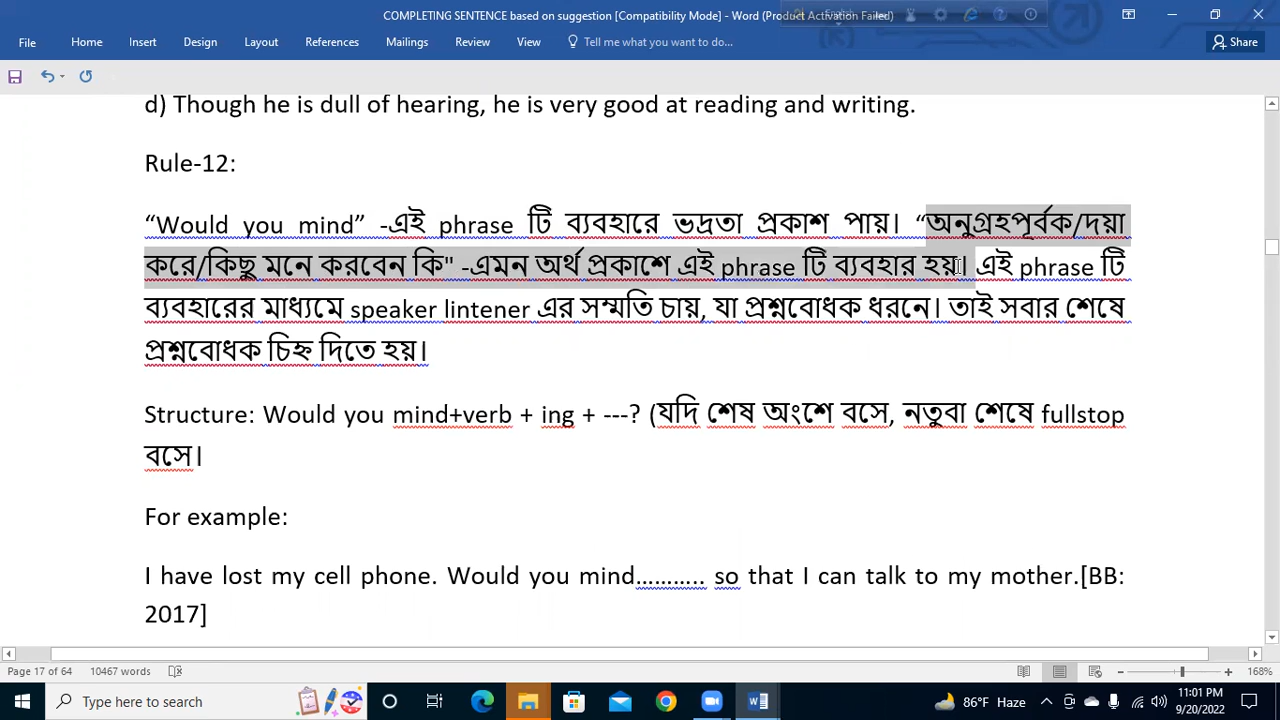 COMPLETING SENTENCE based on suggestion [Compatibility Mode] - Word (Product Activation Failed)
English
File Home Insert Design Layout References Mailings Review View Tell me what you want to do... Share
d) Though he is dull of hearing, he is very good at reading and writing.
Rule-12:
“Would you mind” -এই phrase টি ব্যবহারে ভদ্রতা প্রকাশ পায়। “অনুগ্রহপূর্বক/দয়া
করে/কিছু মনে করবেন কি" -এমন অর্থ প্রকাশে এই phrase টি ব্যবহার হয়। এই phrase টি
ব্যবহারের মাধ্যমে speaker lintener এর সম্মতি চায়, যা প্রশ্নবোধক ধরনে। তাই সবার শেষে
প্রশ্নবোধক চিহ্ন দিতে হয়।
Structure: Would you mind+verb + ing + ---? (যদি শেষ অংশে বসে, নতুবা শেষে fullstop
বসে।
For example:
I have lost my cell phone. Would you mind……….. so that I can talk to my mother.[BB:
2017]
Page 17 of 64 10467 words 168%
Type here to search 86°F Haze 11:01 PM
9/20/2022